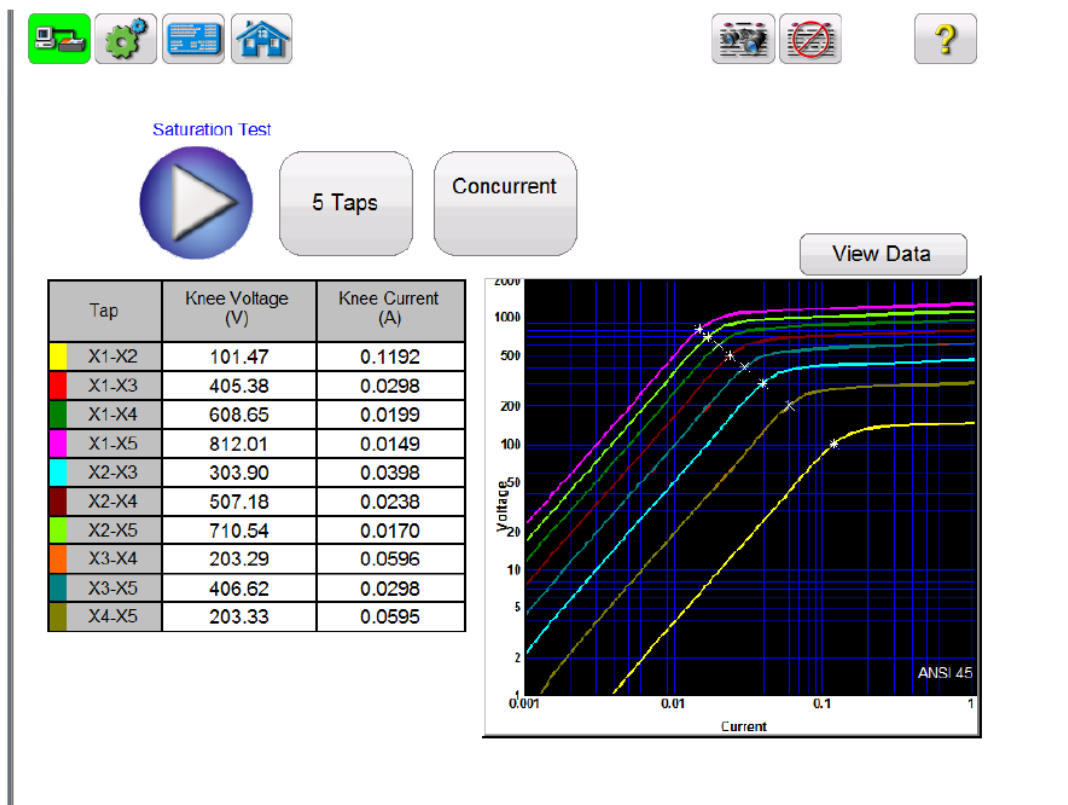 ?
Saturation Test
5 Taps
Concurrent
View Data
Tap Knee Voltage (V) Knee Current (A)
X1-X2 101.47 0.1192
X1-X3 405.38 0.0298
X1-X4 608.65 0.0199
X1-X5 812.01 0.0149
X2-X3 303.90 0.0398
X2-X4 507.18 0.0238
X2-X5 710.54 0.0170
X3-X4 203.29 0.0596
X3-X5 406.62 0.0298
X4-X5 203.33 0.0595
2000
1000
500
200
100
50
Voltage
20
10
5
2
1
ANSI 45
0.001 0.01 0.1 1
Current